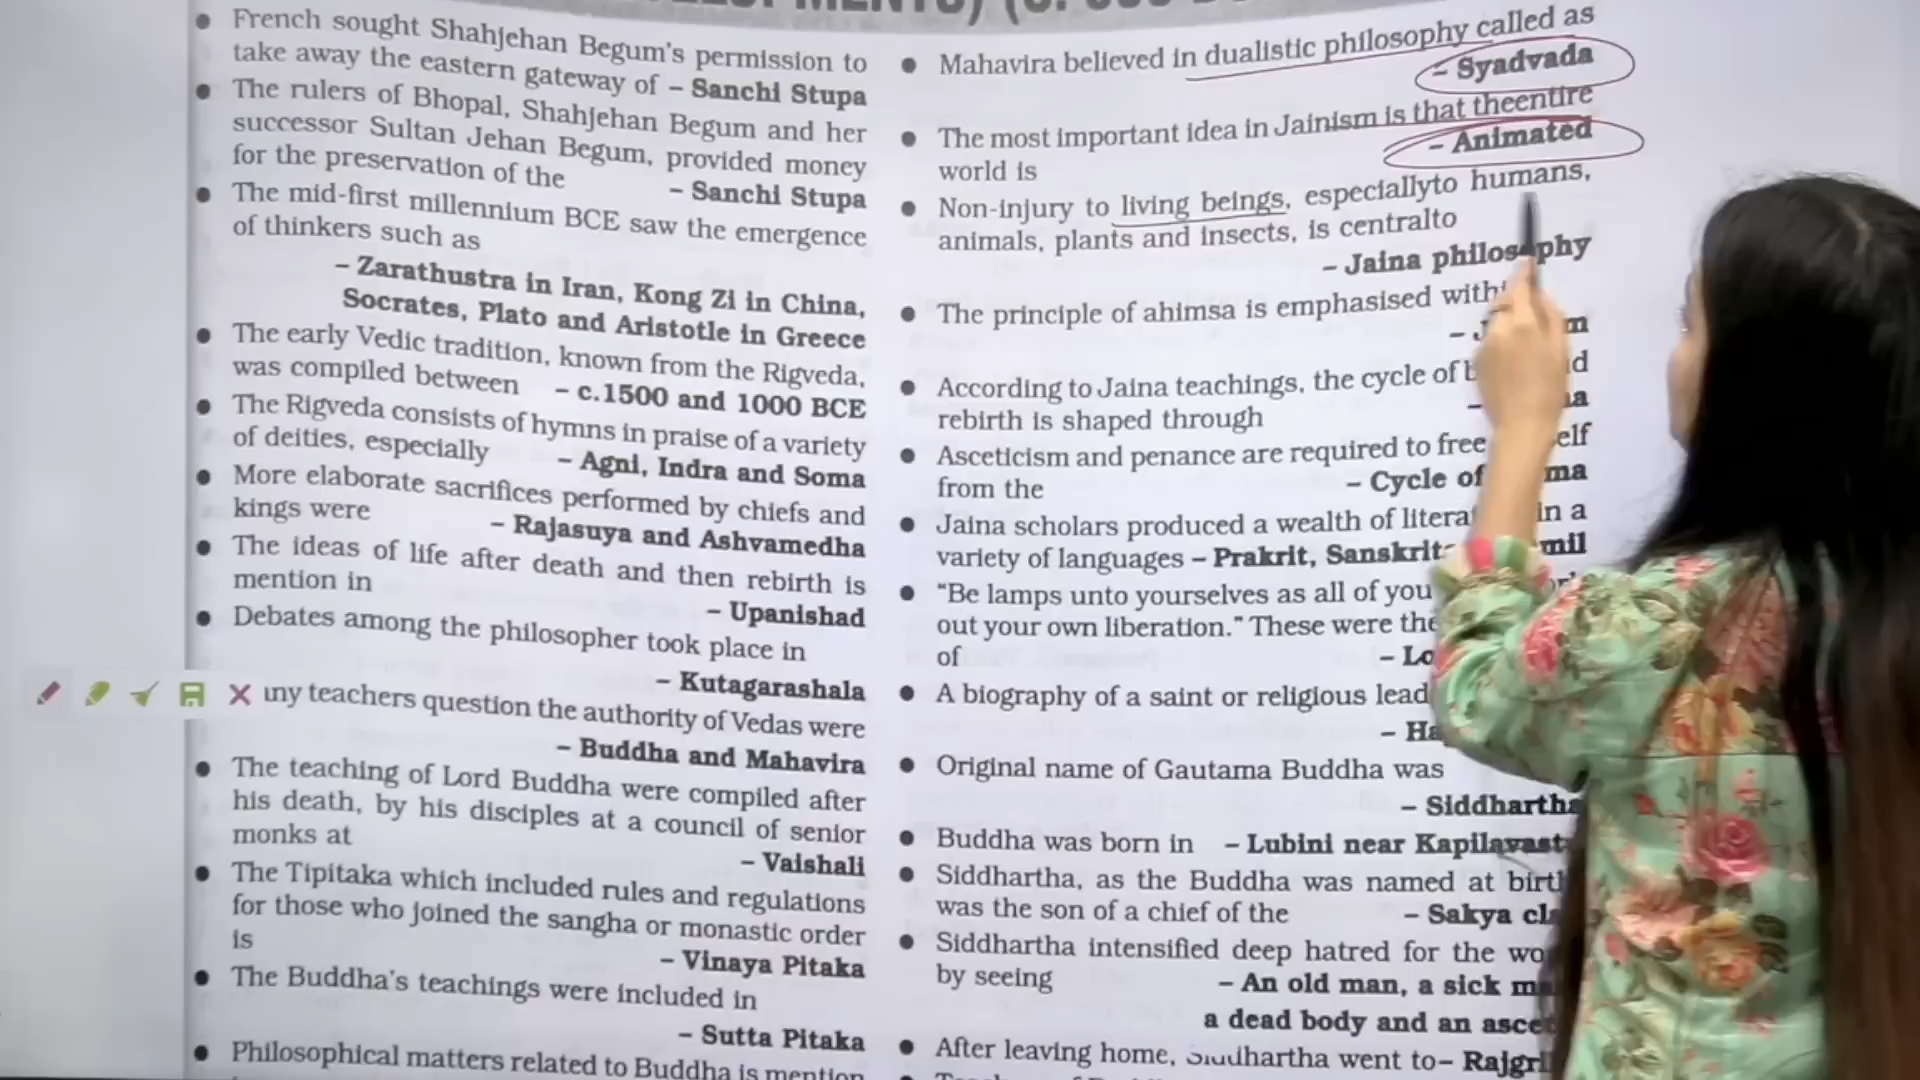 French sought Shahjehan Begum's permission to
take away the eastern gateway of – Sanchi Stupa
The rulers of Bhopal, Shahjehan Begum and her
successor Sultan Jehan Begum, provided money
for the preservation of the – Sanchi Stupa
The mid-first millennium BCE saw the emergence
of thinkers such as
– Zarathustra in Iran, Kong Zi in China,
Socrates, Plato and Aristotle in Greece
The early Vedic tradition, known from the Rigveda,
was compiled between – c.1500 and 1000 BCE
The Rigveda consists of hymns in praise of a variety
of deities, especially – Agni, Indra and Soma
More elaborate sacrifices performed by chiefs and
kings were – Rajasuya and Ashvamedha
The ideas of life after death and then rebirth is
mention in – Upanishad
Debates among the philosopher took place in
– Kutagarashala
teachers question the authority of Vedas were
– Buddha and Mahavira
The teaching of Lord Buddha were compiled after
his death, by his disciples at a council of senior
monks at – Vaishali
The Tipitaka which included rules and regulations
for those who joined the sangha or monastic order
is – Vinaya Pitaka
The Buddha's teachings were included in
– Sutta Pitaka
Philosophical matters related to Buddha is mention
Mahavira believed in dualistic philosophy called as
– Syadvada
The most important idea in Jainism is that theentire
world is – Animated
Non-injury to living beings, especiallyto humans,
animals, plants and insects, is centralto
– Jaina philosophy
The principle of ahimsa is emphasised
According to Jaina teachings, the cycle of
rebirth is shaped through
Asceticism and penance are required to free
from the – Cycle of
Jaina scholars produced a wealth of in a
variety of languages – Prakrit, Sanskrit
"Be lamps unto yourselves as all of you
out your own liberation." These were
of
A biography of a saint or religious
Original name of Gautama Buddha was
– Siddhartha
Buddha was born in – Lubini near
Siddhartha, as the Buddha was named at
was the son of a chief of the – Sakya
Siddhartha intensified deep hatred for the
by seeing – An old man, a sick
a dead body and an
After leaving home, Siddhartha went to–